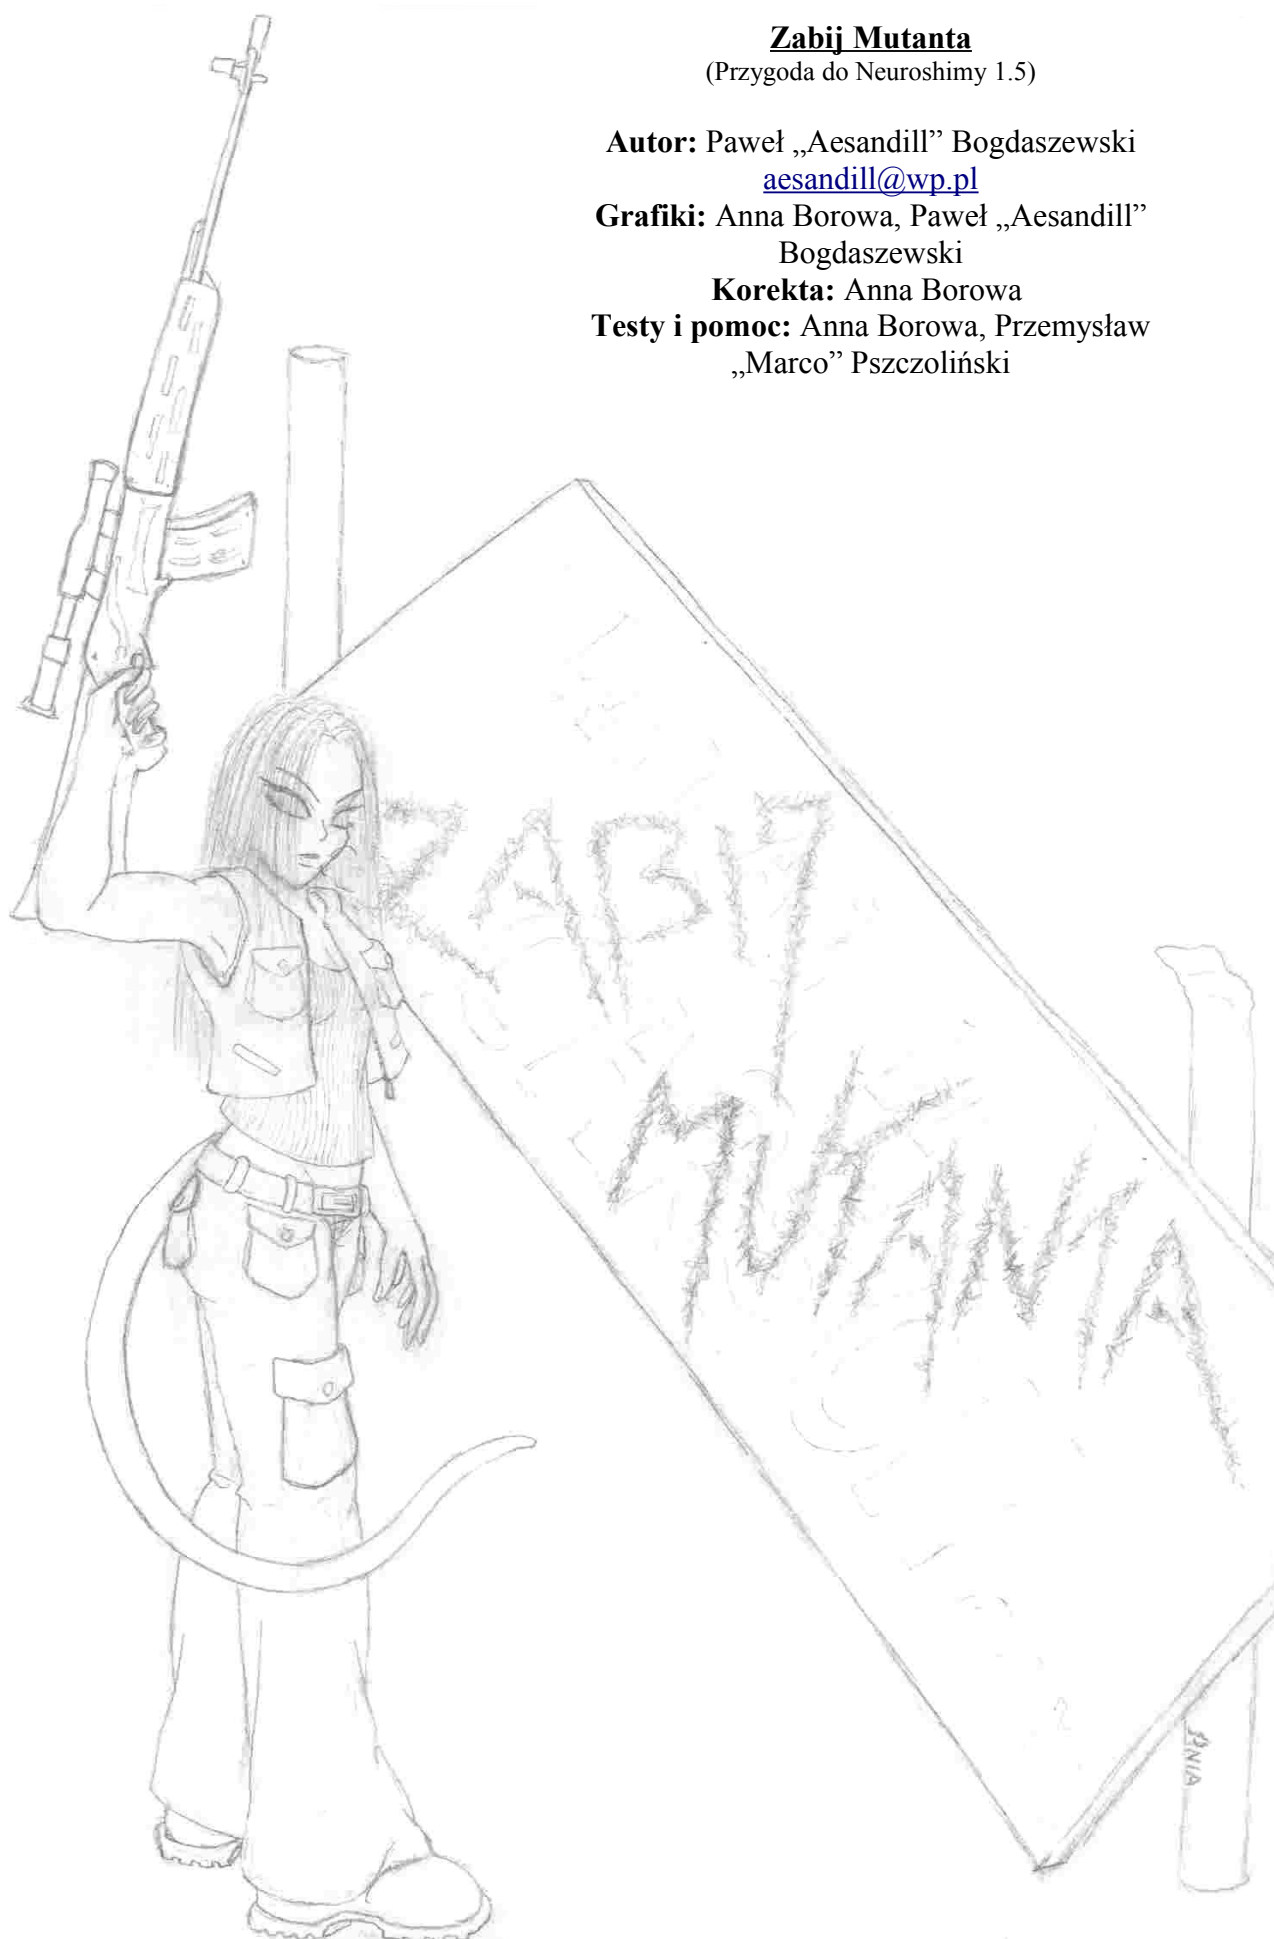 Zabij Mutanta
(Przygoda do Neuroshimy 1.5)
Autor: Paweł „Aesandill” Bogdaszewski
aesandill@wp.pl
Grafiki: Anna Borowa, Paweł „Aesandill”
Bogdaszewski
Korekta: Anna Borowa
Testy i pomoc: Anna Borowa, Przemysław
„Marco” Pszczoliński
ZABIJ
MUTANTA
ANIA